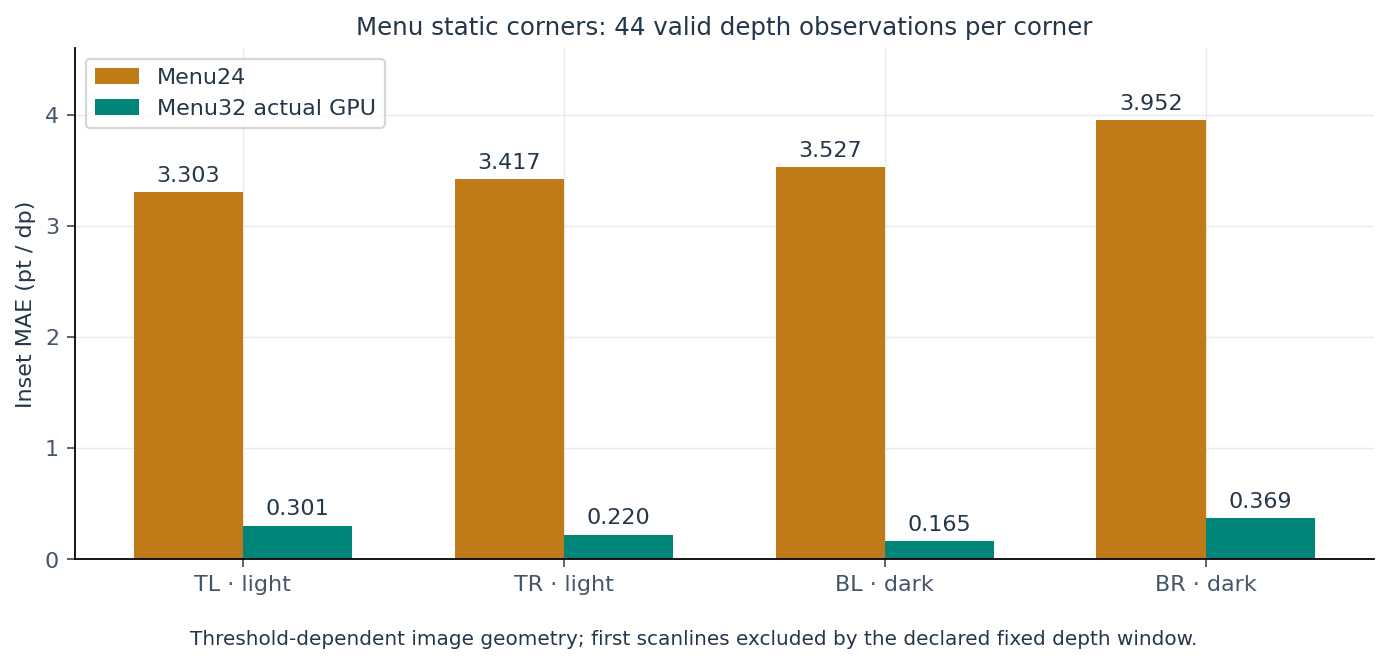 Menu static corners: 44 valid depth observations per corner
Menu24
Menu32 actual GPU
Inset MAE (pt / dp)
4
3
2
1
0
3.303
0.301
3.417
0.220
3.527
0.165
3.952
0.369
TL · light
TR · light
BL · dark
BR · dark
Threshold-dependent image geometry; first scanlines excluded by the declared fixed depth window.